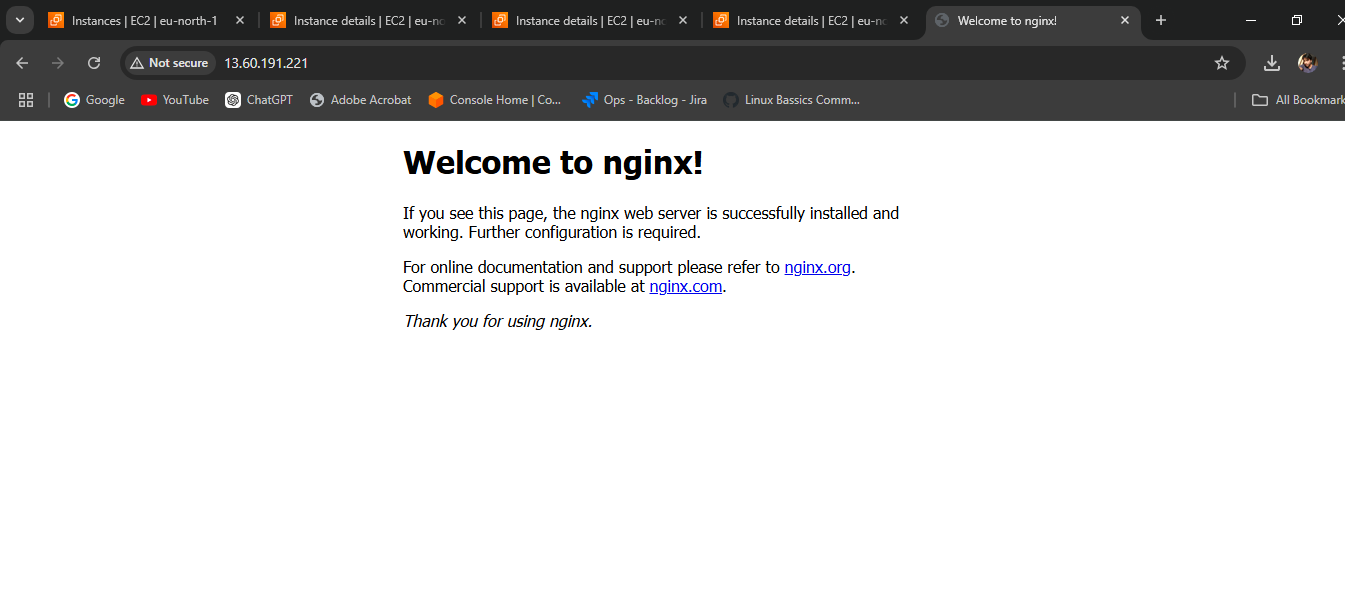 Instances | EC2 | eu-north-1
Instance details | EC2 | eu-no
Instance details | EC2 | eu-no
Instance details | EC2 | eu-no
Welcome to nginx!
Not secure
13.60.191.221
Google
YouTube
ChatGPT
Adobe Acrobat
Console Home | Co...
Ops - Backlog - Jira
Linux Bassics Comm...
All Bookmark
Welcome to nginx!
If you see this page, the nginx web server is successfully installed and
working. Further configuration is required.
For online documentation and support please refer to nginx.org.
Commercial support is available at nginx.com.
Thank you for using nginx.